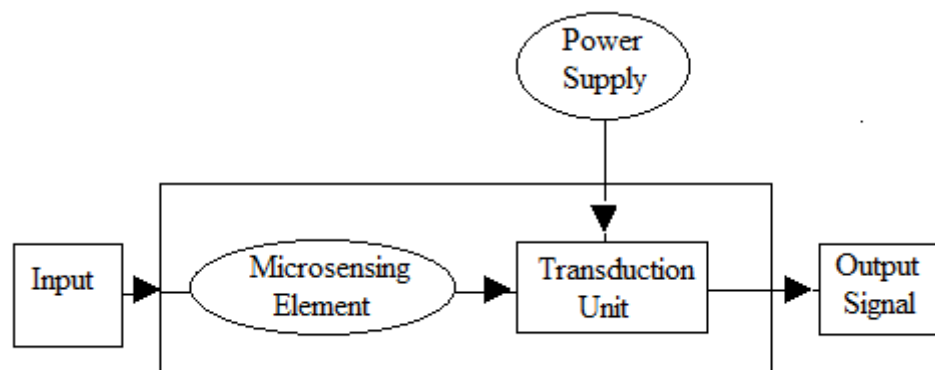 Power
Supply
Input
Microsensing
Element
Transduction
Unit
Output
Signal